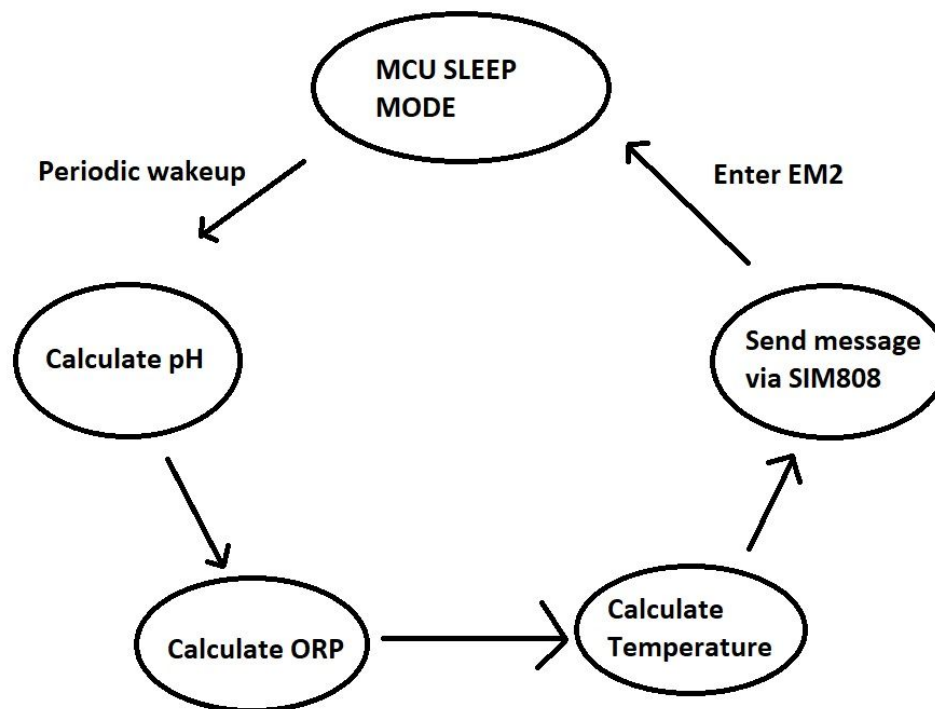 MCU SLEEP
MODE
Periodic wakeup
Enter EM2
Calculate pH
Send message
via SIM808
Calculate ORP
Calculate
Temperature